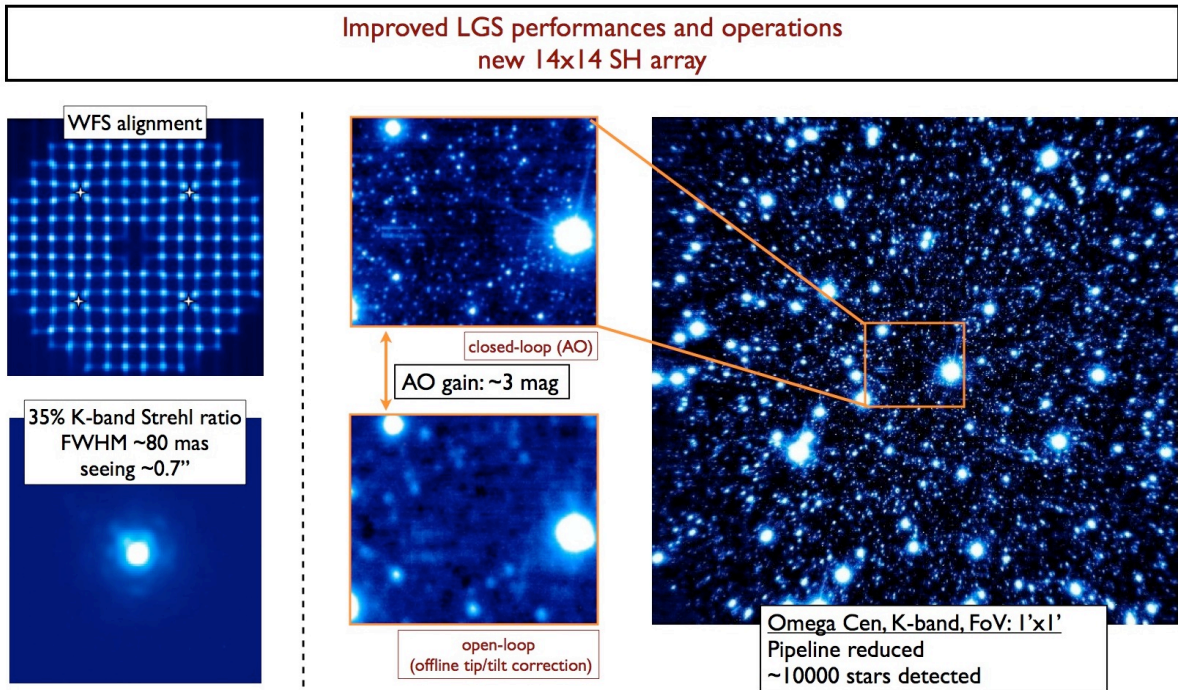 Improved LGS performances and operations
new 14x14 SH array
WFS alignment
35% K-band Strehl ratio
FWHM ~80 mas
seeing ~0.7”
closed-loop (AO)
AO gain: ~3 mag
open-loop
(offline tip/tilt correction)
Omega Cen, K-band, FoV: 1’x1’
Pipeline reduced
~10000 stars detected